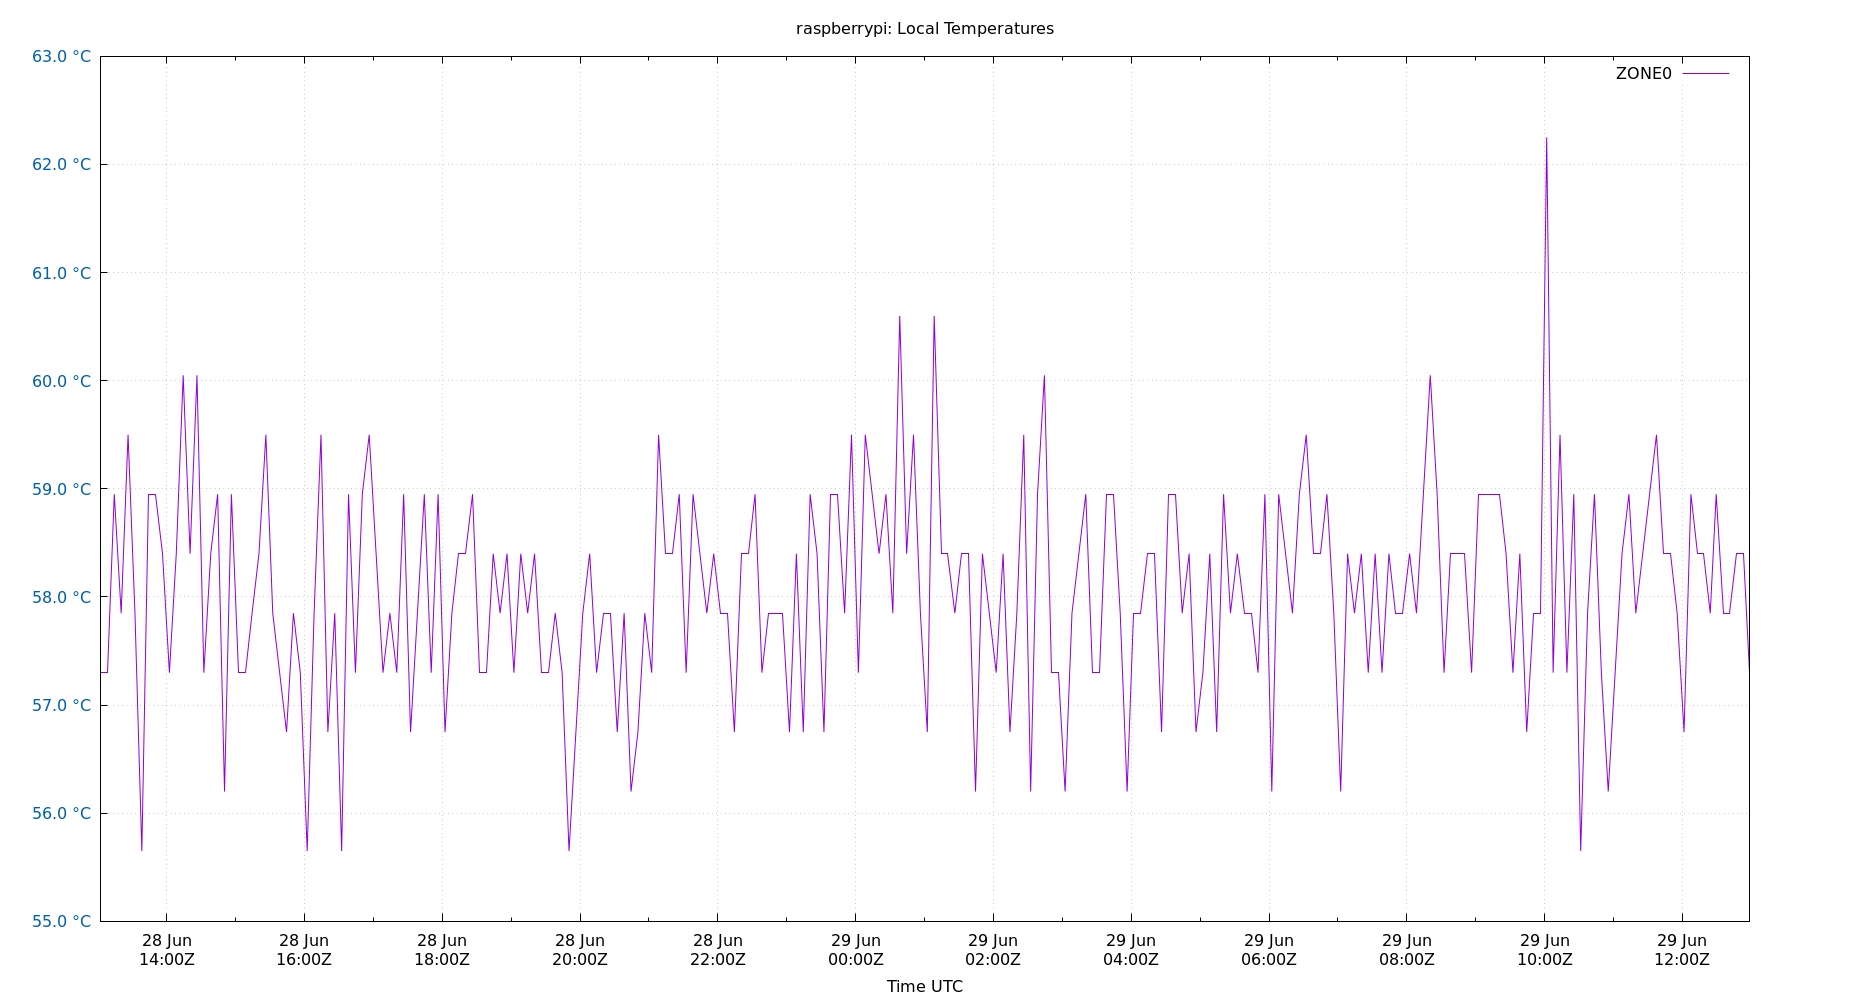 raspberrypi: Local Temperatures
63.0 °C
62.0 °C
61.0 °C
60.0 °C
59.0 °C
58.0 °C
57.0 °C
56.0 °C
55.0 °C
ZONE0
28 Jun 28 Jun 28 Jun 28 Jun 28 Jun 29 Jun 29 Jun 29 Jun 29 Jun 29 Jun 29 Jun 29 Jun
14:00Z 16:00Z 18:00Z 20:00Z 22:00Z 00:00Z 02:00Z 04:00Z 06:00Z 08:00Z 10:00Z 12:00Z
Time UTC